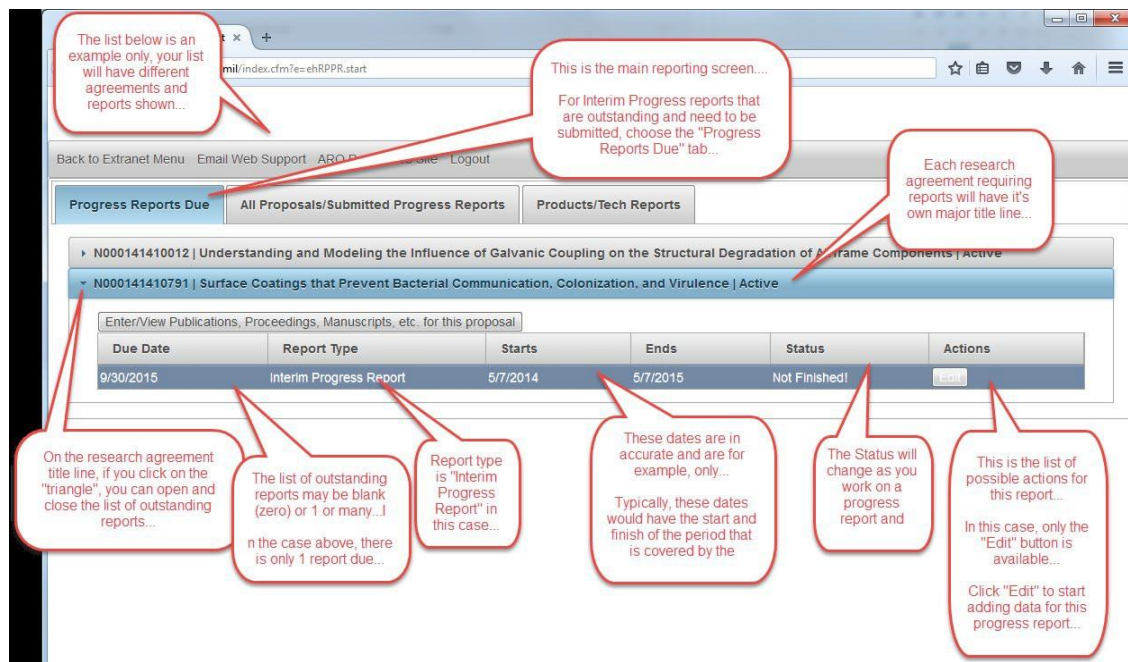 The list below is an
example only, your list
will have different
agreements and
reports shown...
t × +
mil/index.cfm?e=ehRPPR.start
This is the main reporting screen....
For Interim Progress reports that
are outstanding and need to be
submitted, choose the "Progress
Reports Due" tab...
Back to Extranet Menu Email Web Support ARO Site Logout
Each research
agreement requiring
reports will have it's
own major title line...
Progress Reports Due All Proposals/Submitted Progress Reports Products/Tech Reports
N000141410012 | Understanding and Modeling the Influence of Galvanic Coupling on the Structural Degradation of Airframe Components | Active
N000141410791 | Surface Coatings that Prevent Bacterial Communication, Colonization, and Virulence | Active
Enter/View Publications, Proceedings, Manuscripts, etc. for this proposal
Due Date Report Type Starts Ends Status Actions
9/30/2015 Interim Progress Report 5/7/2014 5/7/2015 Not Finished! Edit
On the research agreement
title line, if you click on the
"triangle", you can open and
close the list of outstanding
reports...
The list of outstanding
reports may be blank
(zero) or 1 or many...I
n the case above, there
is only 1 report due...
Report type
is "Interim
Progress
Report" in
this case...
These dates are in
accurate and are for
example, only...
Typically, these dates
would have the start and
finish of the period that
is covered by the
The Status will
change as you
work on a
progress
report and
This is the list of
possible actions for
this report...
In this case, only the
"Edit" button is
available...
Click "Edit" to start
adding data for this
progress report...